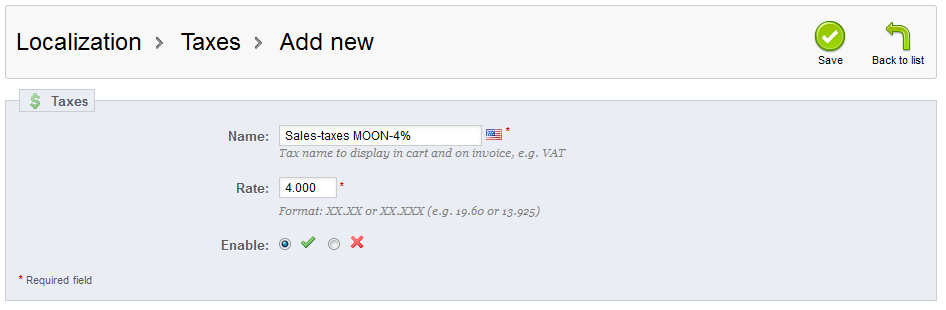 Localization > Taxes > Add new
Save
Back to list
$ Taxes
Name: Sales-taxes MOON-4% *
Tax name to display in cart and on invoice, e.g. VAT
Rate: 4.000 *
Format: XX.XX or XX.XXX (e.g. 19.60 or 13.925)
Enable:
* Required field